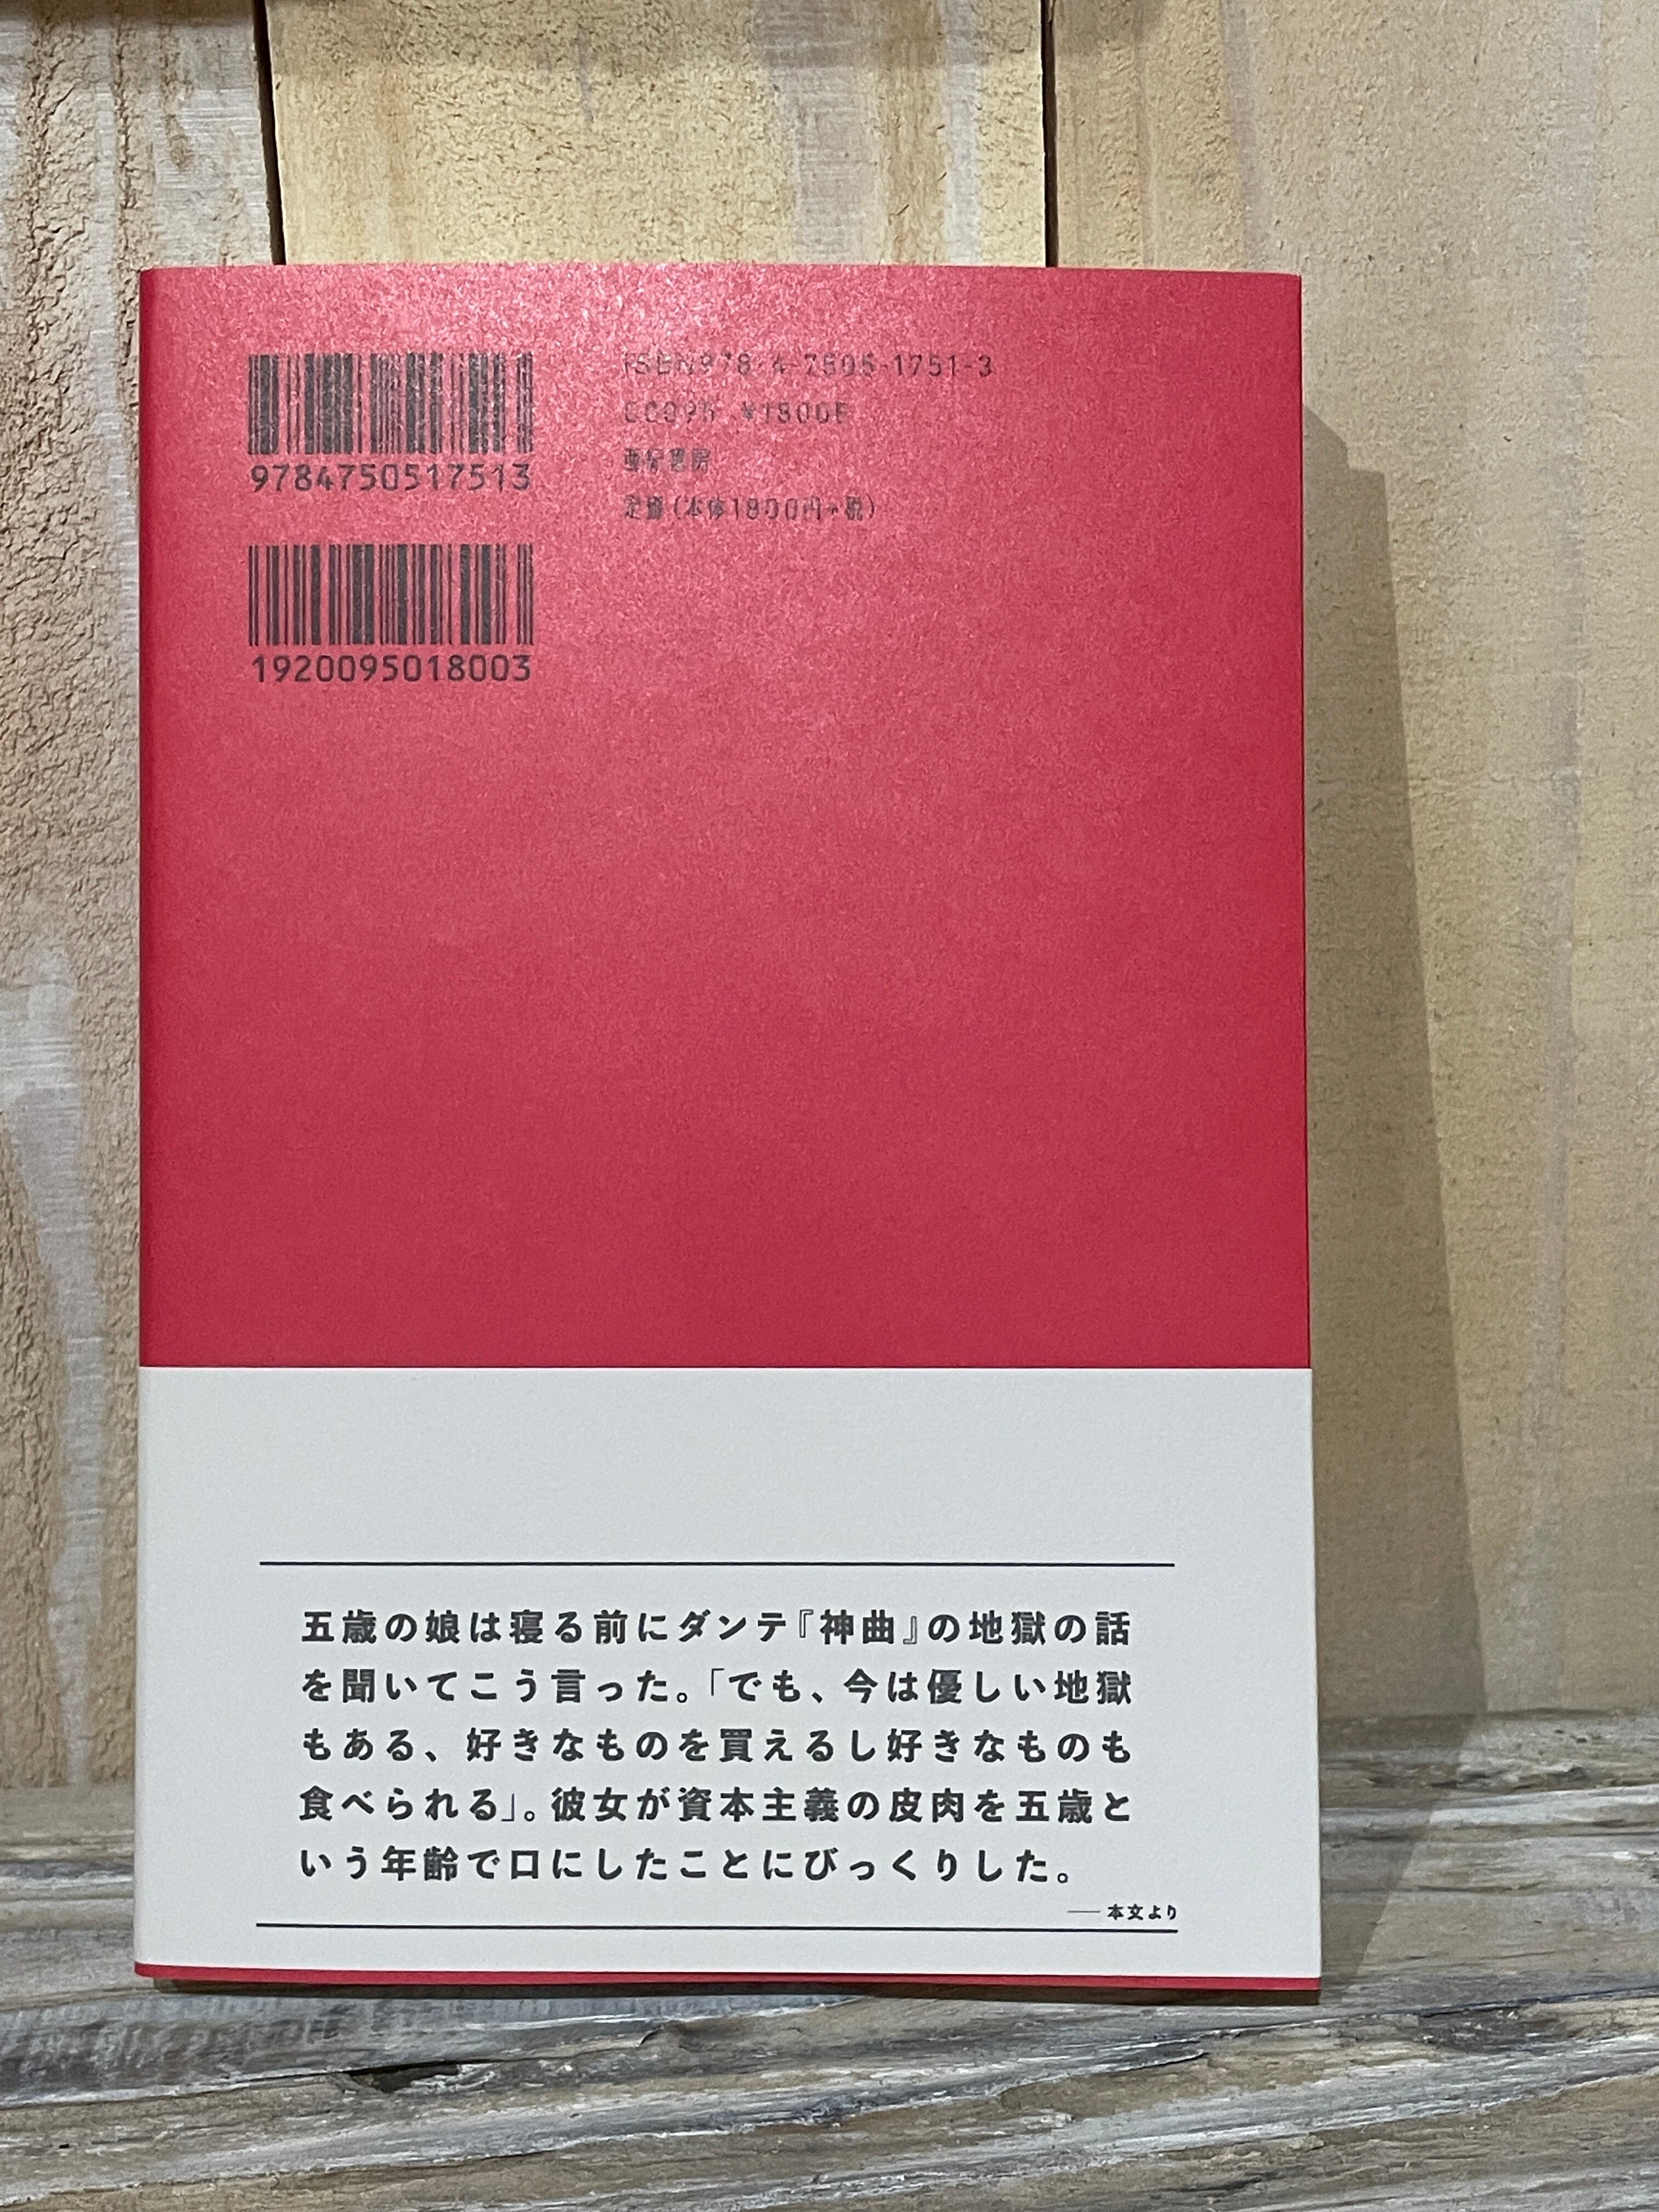 9784750517513
1920095018003
ISBN978-4-7505-1751-3
C0095 ¥1800E
亜紀書房
定価(本体1800円+税)
五歳の娘は寝る前にダンテ『神曲』の地獄の話
を聞いてこう言った。「でも、今は優しい地獄
もある、好きなものを買えるし好きなものも
食べられる」。彼女が資本主義の皮肉を五歳と
いう年齢で口にしたことにびっくりした。
── 本文より